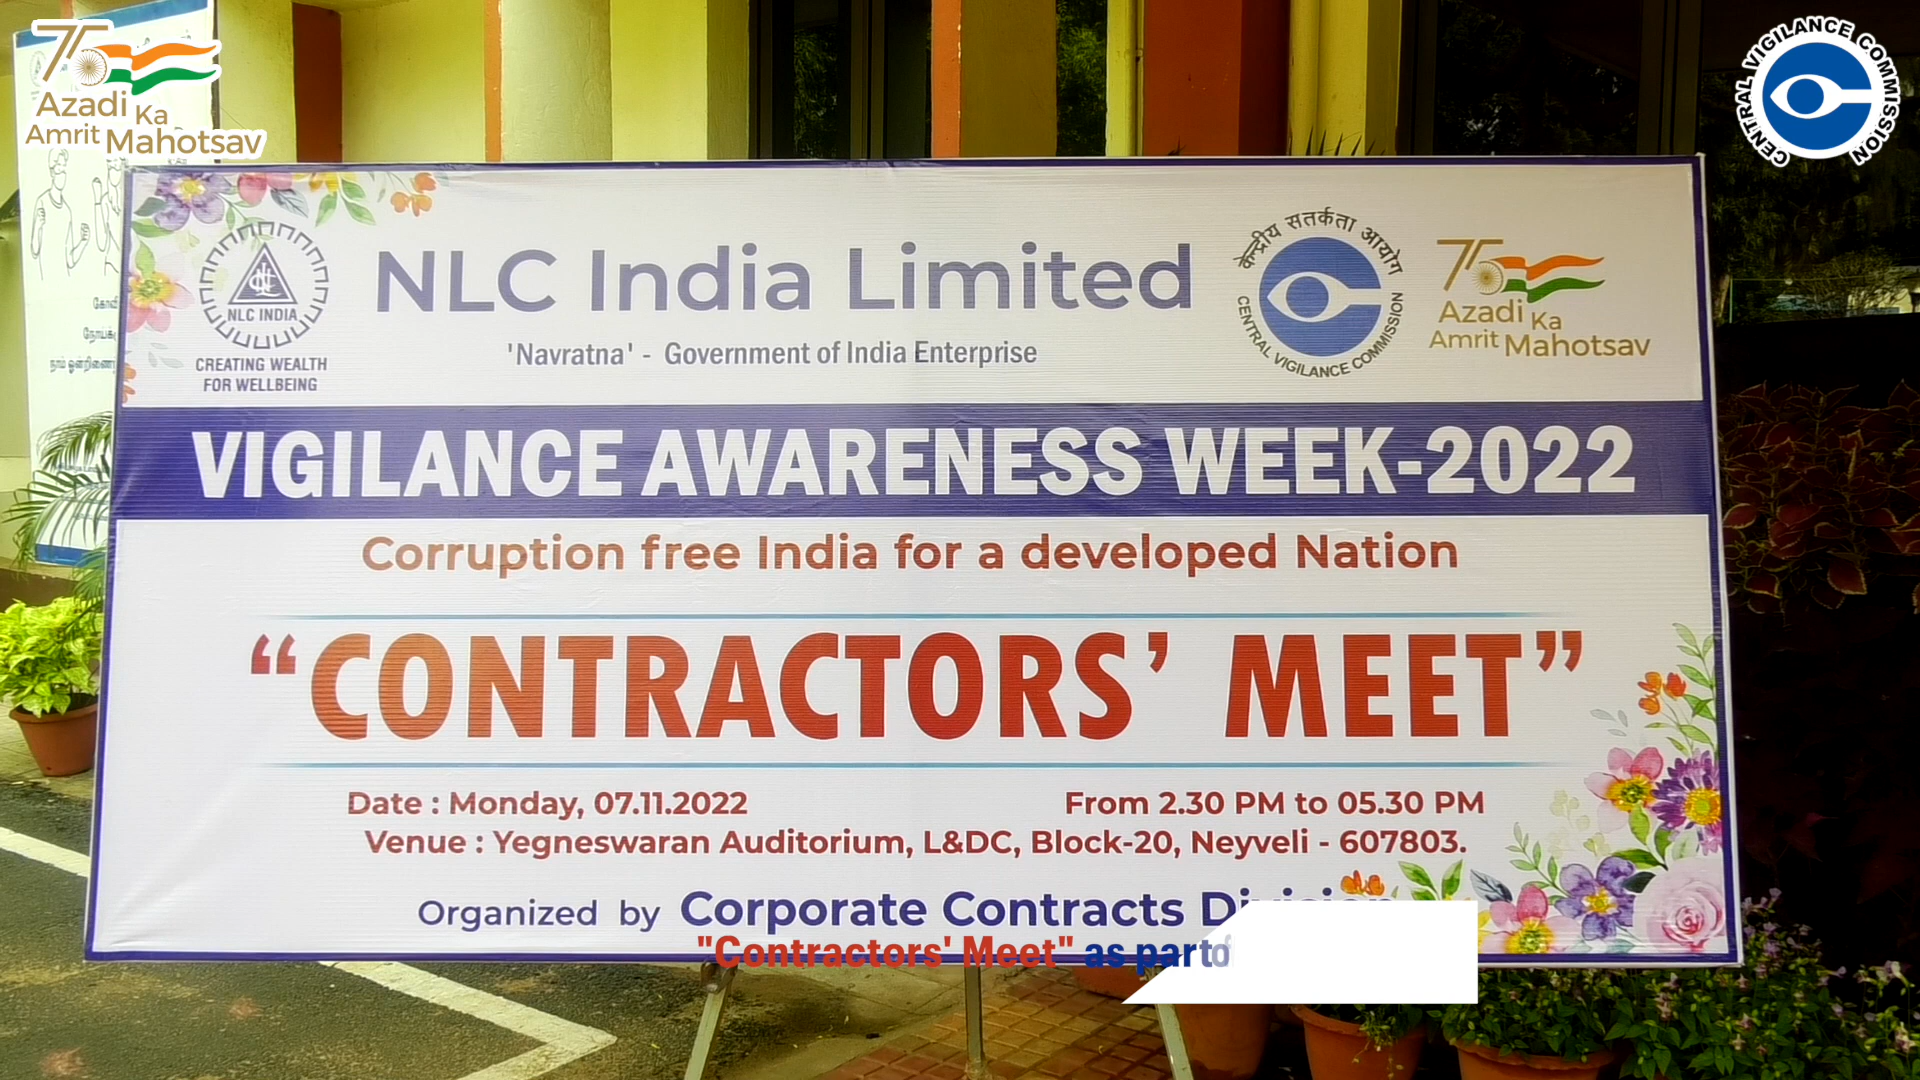 Azadi Ka
Amrit Mahotsav
CENTRAL VIGILANCE COMMISSION
NLC INDIA
CREATING WEALTH
FOR WELLBEING
NLC India Limited
'Navratna' - Government of India Enterprise
केन्द्रीय सतर्कता आयोग
CENTRAL VIGILANCE COMMISSION
Azadi Ka
Amrit Mahotsav
VIGILANCE AWARENESS WEEK-2022
Corruption free India for a developed Nation
“CONTRACTORS’ MEET”
Date : Monday, 07.11.2022
From 2.30 PM to 05.30 PM
Venue : Yegneswaran Auditorium, L&DC, Block-20, Neyveli - 607803.
Organized by Corporate Contracts Division
"Contractors' Meet" as part of